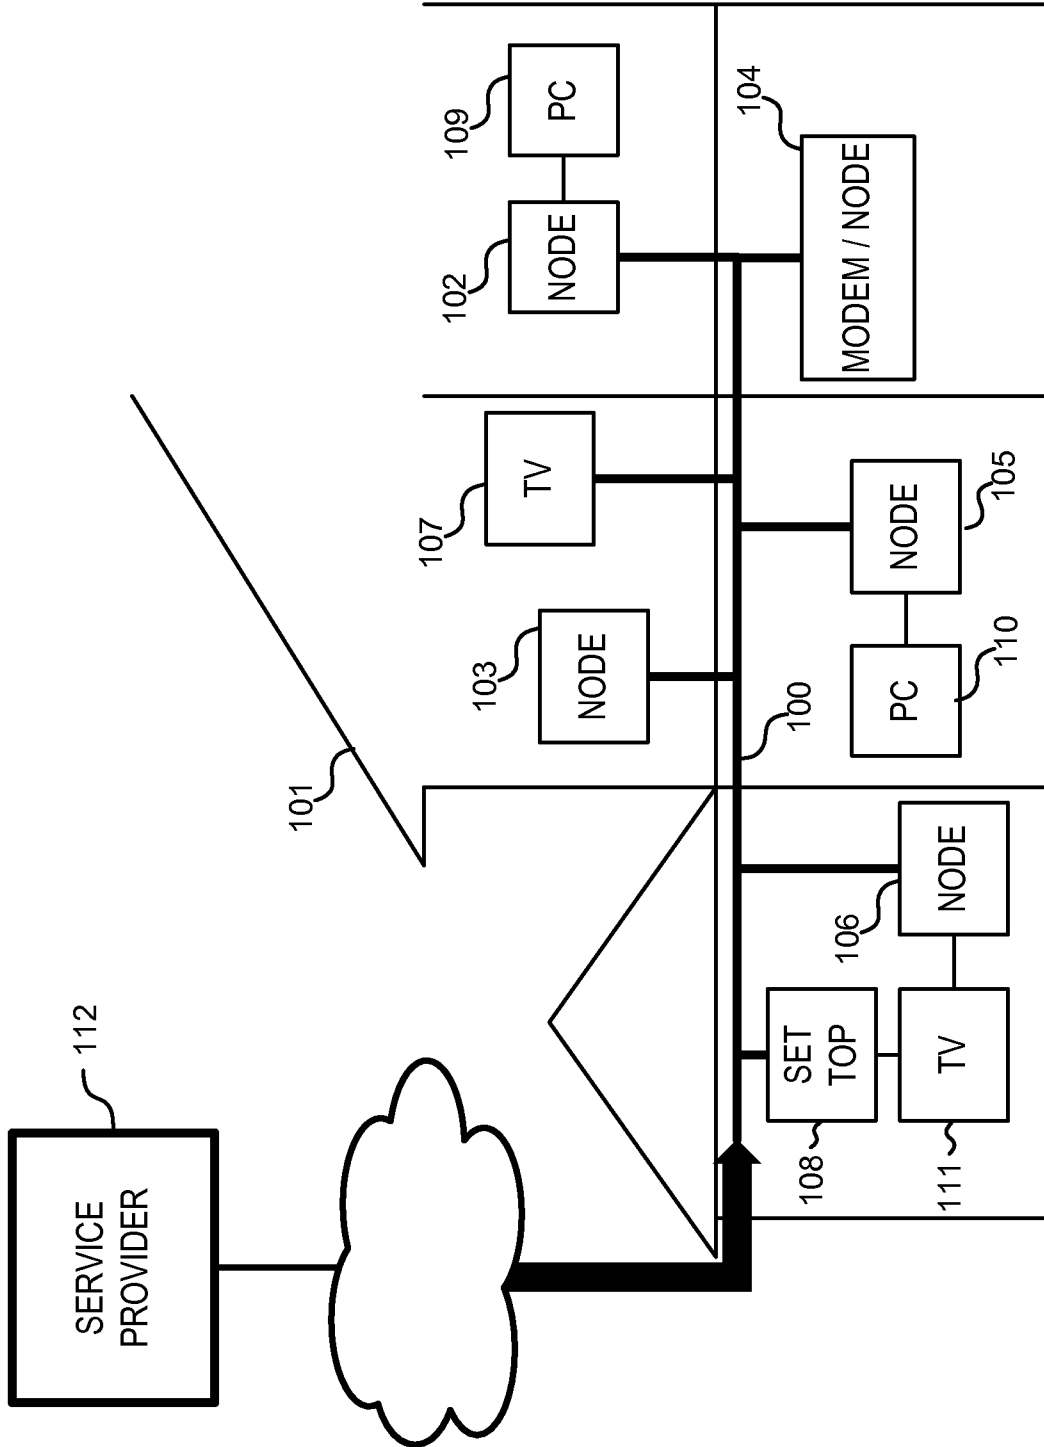 SERVICE
PROVIDER
112
101
109
PC
102
NODE
107
TV
103
NODE
104
MODEM / NODE
105
NODE
110
PC
100
106
NODE
108
SET
TOP
111
TV